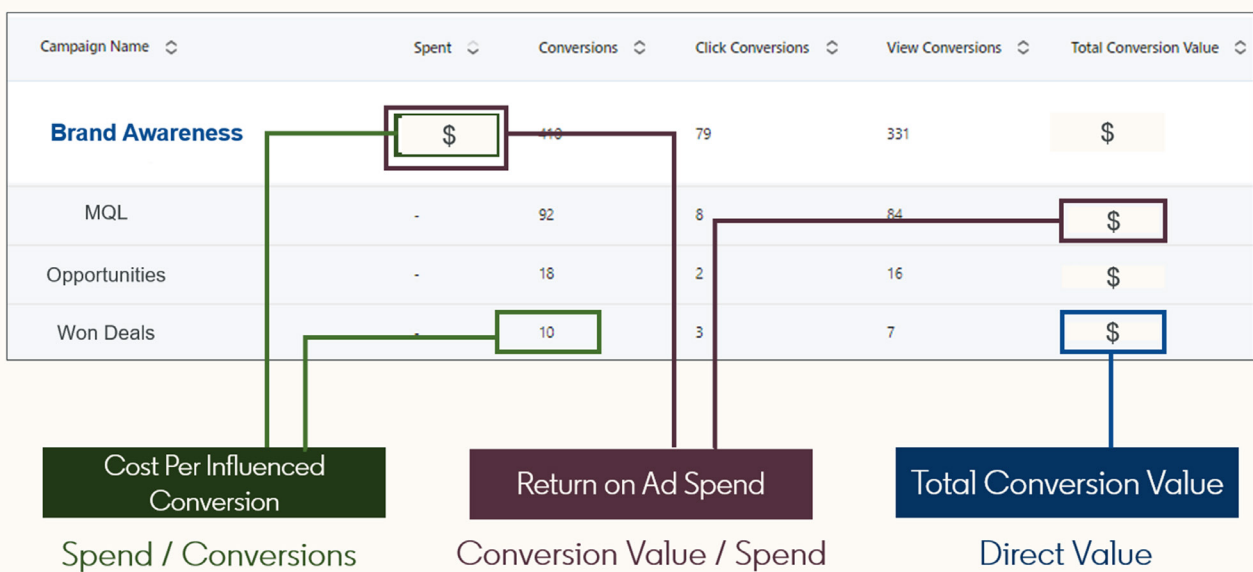 Campaign Name Spent Conversions Click Conversions View Conversions Total Conversion Value
Brand Awareness $ 410 79 331 $
MQL - 92 8 84 $
Opportunities - 18 2 16 $
Won Deals - 10 3 7 $
Cost Per Influenced
Conversion
Return on Ad Spend
Total Conversion Value
Spend / Conversions
Conversion Value / Spend
Direct Value